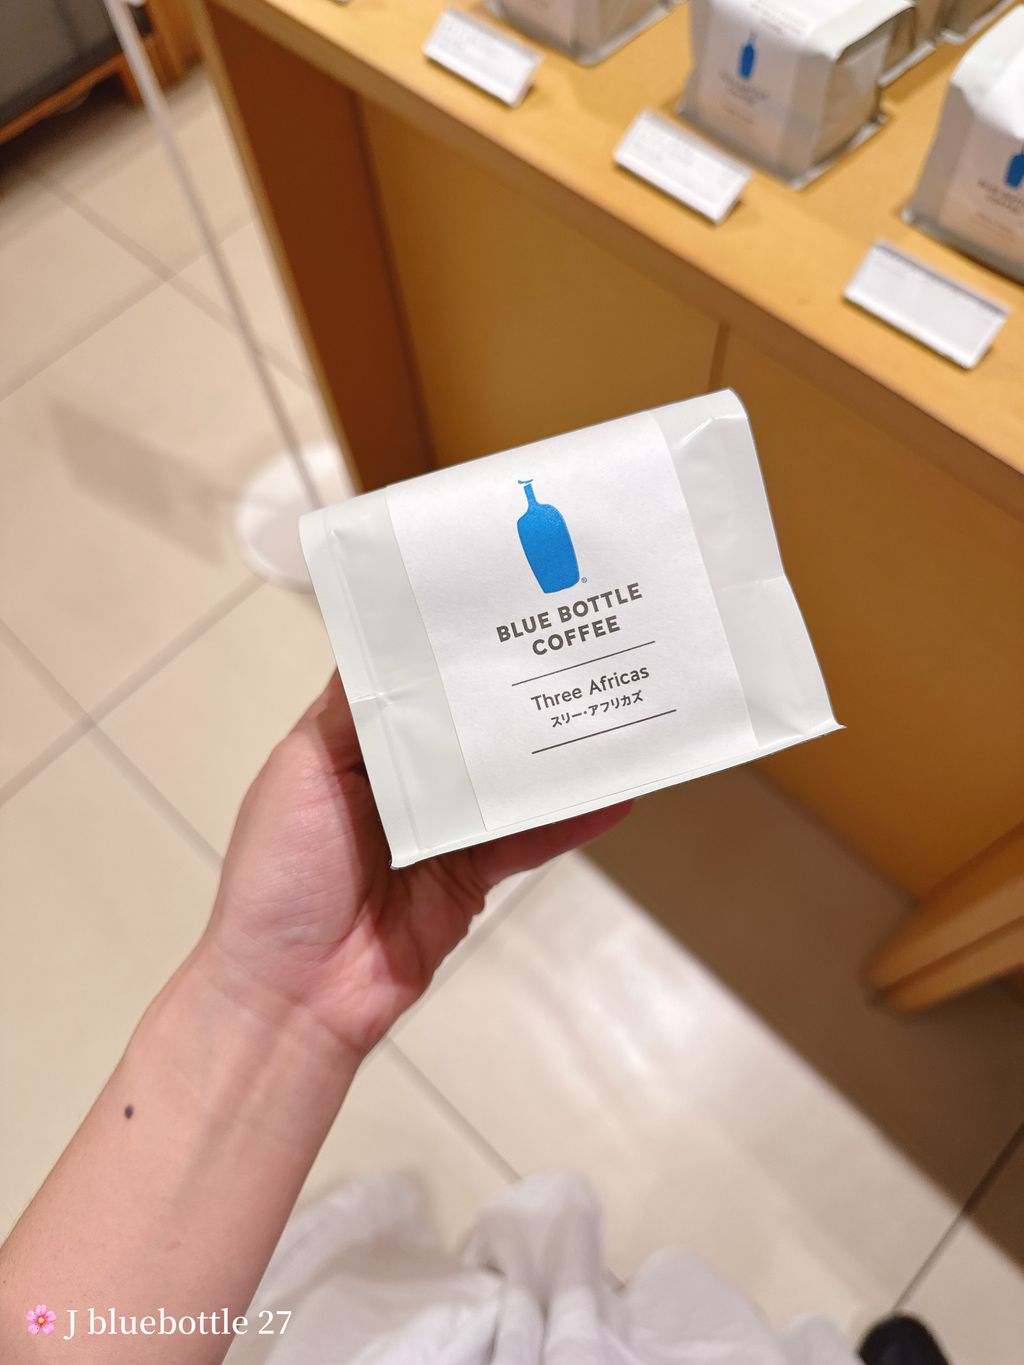 BLUE BOTTLE
COFFEE
Three Africas
スリー・アフリカズ
🌸 J bluebottle 27